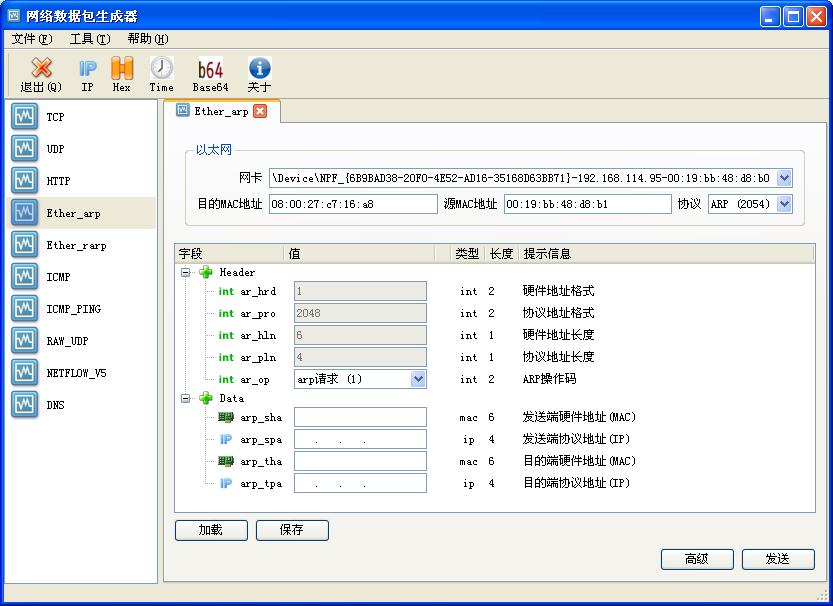 网络数据包生成器
文件(F) 工具(T) 帮助(H)
IP b64
退出(Q) IP Hex Time Base64 关于
TCP
UDP
HTTP
Ether_arp
Ether_rarp
ICMP
ICMP_PING
RAW_UDP
NETFLOW_V5
DNS
Ether_arp
以太网
网卡 \Device\NPF_{6B9BAD38-20F0-4E52-AD16-35168D63BB71}-192.168.114.95-00:19:bb:48:d8:b0
目的MAC地址 08:00:27:c7:16:a8 源MAC地址 00:19:bb:48:d8:b1 协议 ARP (2054)
字段 值 类型 长度 提示信息
Header
int ar_hrd 1 int 2 硬件地址格式
int ar_pro 2048 int 2 协议地址格式
int ar_hln 6 int 1 硬件地址长度
int ar_pln 4 int 1 协议地址长度
int ar_op arp请求 (1) int 2 ARP操作码
Data
arp_sha mac 6 发送端硬件地址(MAC)
IP arp_spa . . . ip 4 发送端协议地址(IP)
arp_tha mac 6 目的端硬件地址(MAC)
IP arp_tpa . . . ip 4 目的端协议地址(IP)
加载 保存
高级 发送